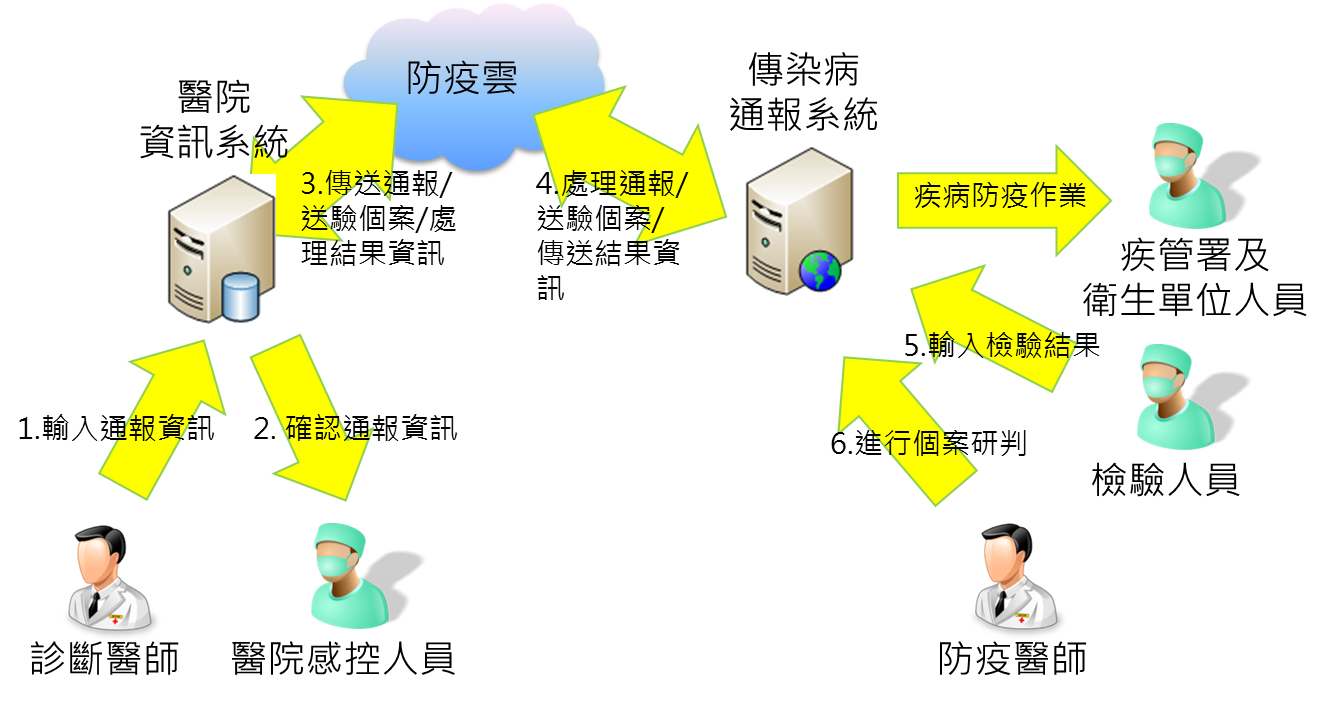 防疫雲
醫院
資訊系統
傳染病
通報系統
3.傳送通報/
送驗個案/處
理結果資訊
4.處理通報/
送驗個案/
傳送結果資
訊
疾病防疫作業
疾管署及
衛生單位人員
5.輸入檢驗結果
1.輸入通報資訊
2. 確認通報資訊
6.進行個案研判
檢驗人員
診斷醫師
醫院感控人員
防疫醫師